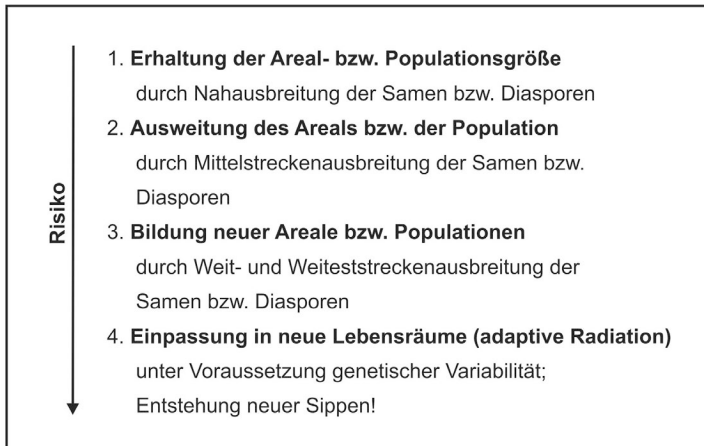 Risiko
1. Erhaltung der Areal- bzw. Populationsgröße
durch Nahausbreitung der Samen bzw. Diasporen
2. Ausweitung des Areals bzw. der Population
durch Mittelstreckenausbreitung der Samen bzw.
Diasporen
3. Bildung neuer Areale bzw. Populationen
durch Weit- und Weiteststreckenausbreitung der
Samen bzw. Diasporen
4. Einpassung in neue Lebensräume (adaptive Radiation)
unter Voraussetzung genetischer Variabilität;
Entstehung neuer Sippen!